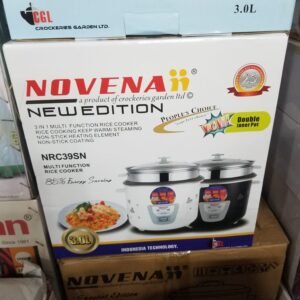 CGL
CROCKERIES GARDEN LTD.
3.0L
NOVENA
a product of crockeries garden ltd ©
NEW EDITION
PEOPLE'S CHOICE
3 IN 1 MULTI FUNCTION RICE COOKER
RICE COOKING KEEP WARM STEAMING
NON-STICK HEATING ELEMENT
NON-STICK COATING
Double
Inner Pot
NRC39SN
MULTI FUNCTION
RICE COOKER
3.0L
INDONESIA TECHNOLOGY.
Since 1981
NOVENA